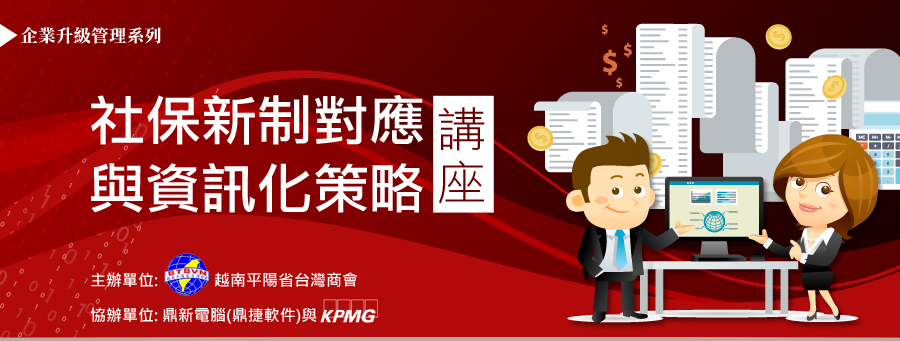 企業升級管理系列
社保新制對應
與資訊化策略
講座
主辦單位: BTBVN 越南平陽省台灣商會
協辦單位: 鼎新電腦(鼎捷軟件)與 KPMG
MC M+ M-